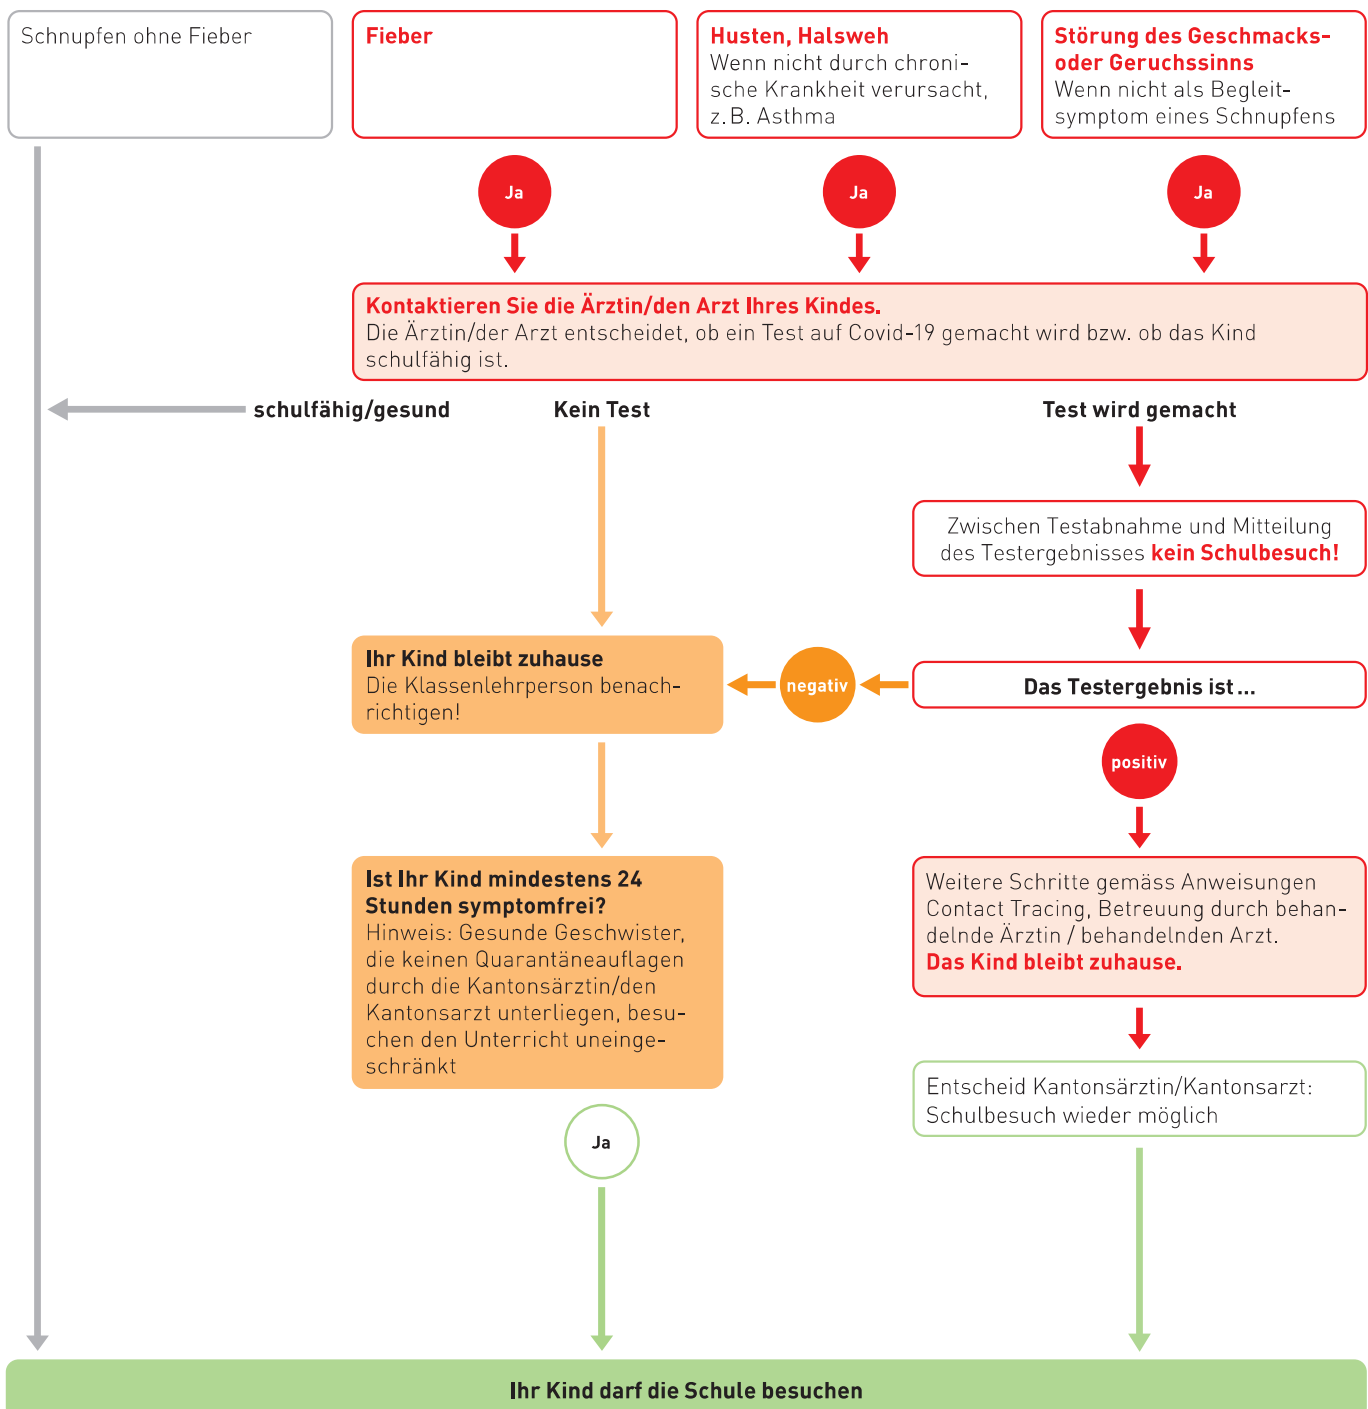 Schnupfen ohne Fieber
Fieber
Husten, Halsweh
Wenn nicht durch chroni-
sche Krankheit verursacht,
z.B. Asthma
Störung des Geschmacks-
oder Geruchssinns
Wenn nicht als Begleit-
symptom eines Schnupfens
Ja
Ja
Ja
Kontaktieren Sie die Ärztin/den Arzt Ihres Kindes.
Die Ärztin/der Arzt entscheidet, ob ein Test auf Covid-19 gemacht wird bzw. ob das Kind
schulfähig ist.
schulfähig/gesund
Kein Test
Test wird gemacht
Zwischen Testabnahme und Mitteilung
des Testergebnisses kein Schulbesuch!
Ihr Kind bleibt zuhause
Die Klassenlehrperson benach-
richtigen!
negativ
Das Testergebnis ist ...
positiv
Ist Ihr Kind mindestens 24
Stunden symptomfrei?
Hinweis: Gesunde Geschwister,
die keinen Quarantäneauflagen
durch die Kantonsärztin/den
Kantonsarzt unterliegen, besu-
chen den Unterricht uneinge-
schränkt
Weitere Schritte gemäss Anweisungen
Contact Tracing, Betreuung durch behan-
delnde Ärztin / behandelnden Arzt.
Das Kind bleibt zuhause.
Entscheid Kantonsärztin/Kantonsarzt:
Schulbesuch wieder möglich
Ja
Ihr Kind darf die Schule besuchen